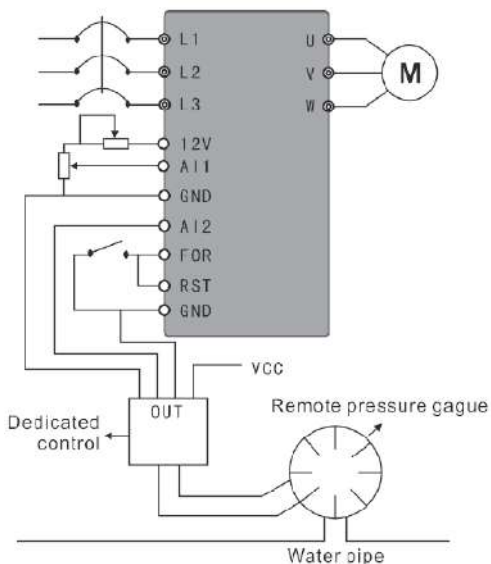 L1 U
L2 V M
L3 W
12V
AI1
GND
AI2
FOR
RST
GND
VCC
OUT
Dedicated
control
Remote pressure gague
Water pipe